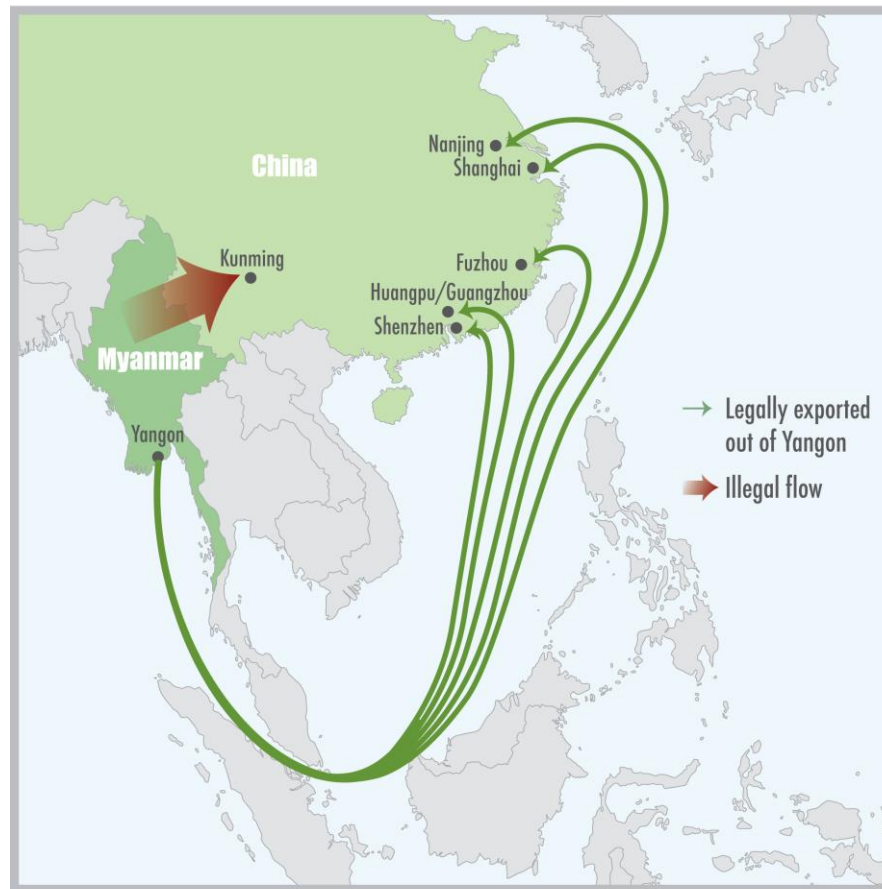 China
Nanjing
Shanghai
Kunming
Fuzhou
Huangpu/Guangzhou
Shenzhen
Myanmar
Yangon
Legally exported
out of Yangon
Illegal flow